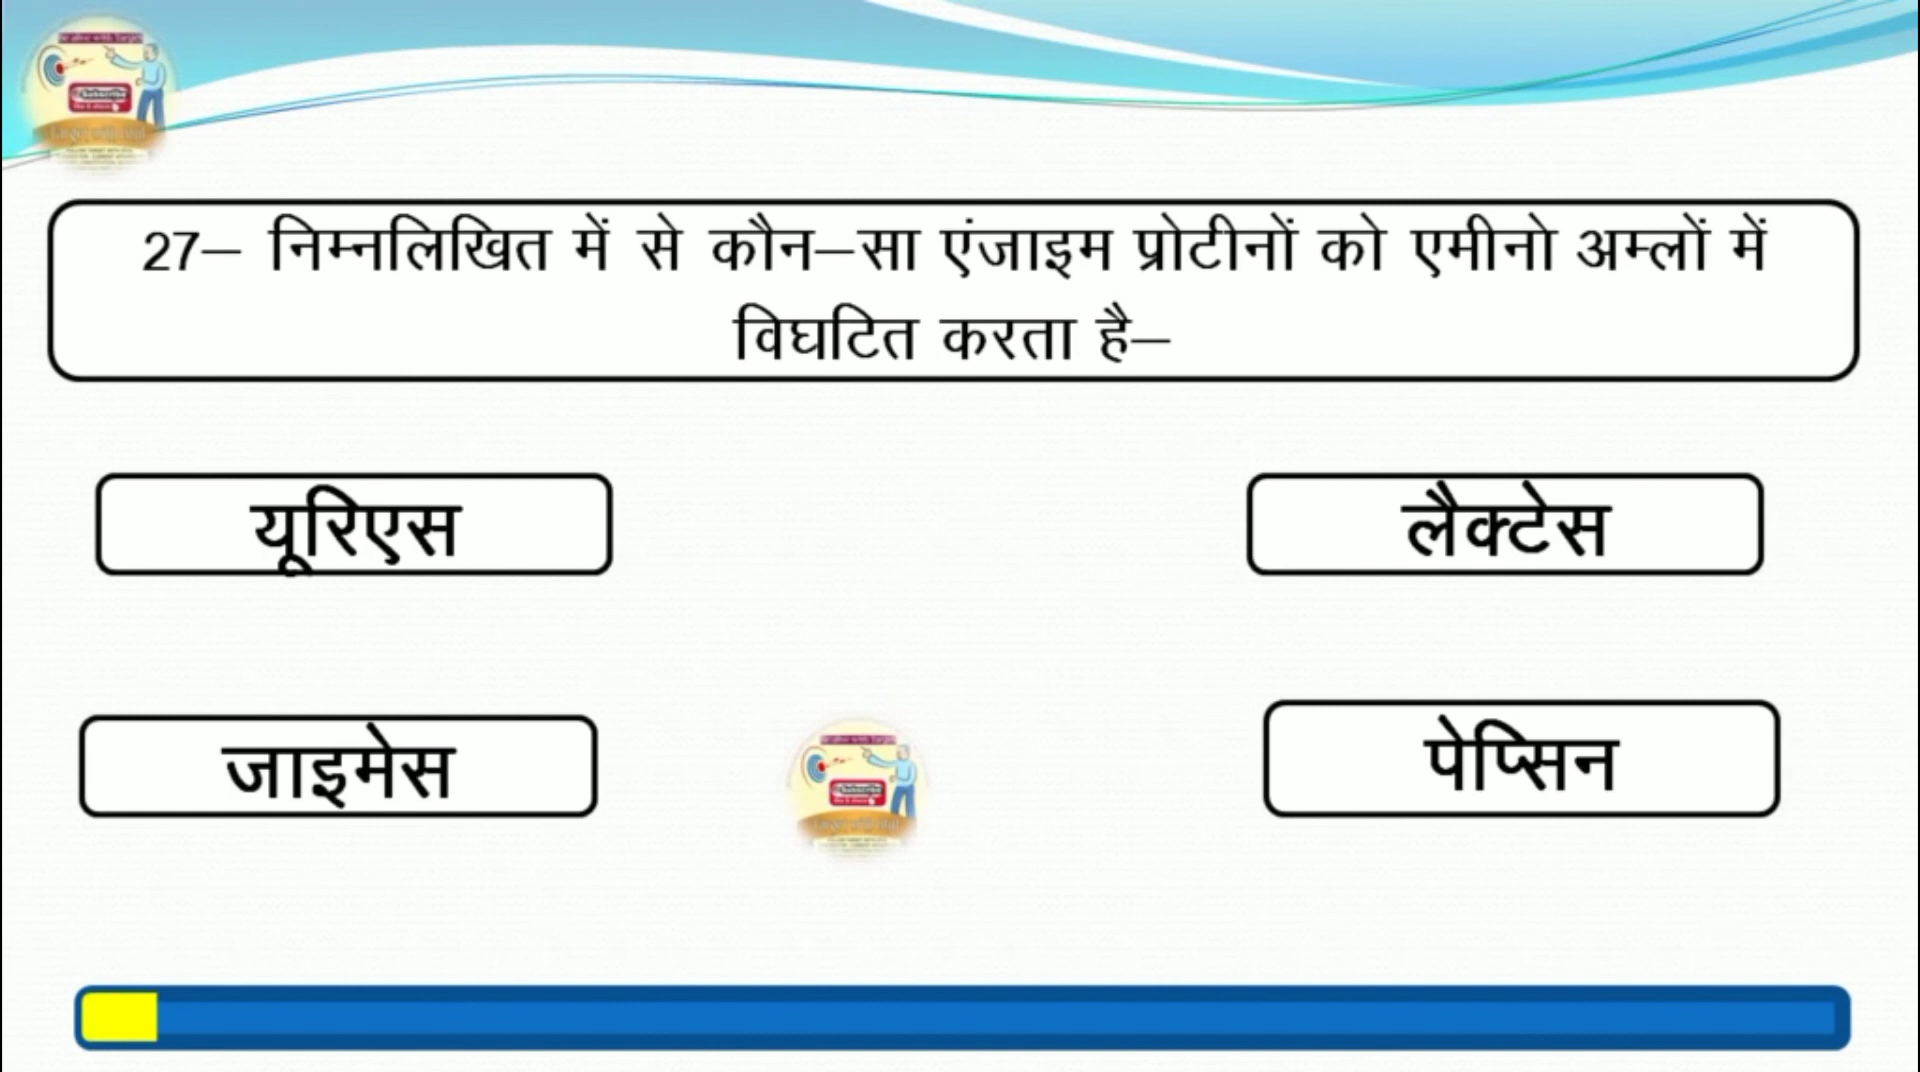 27– निम्नलिखित में से कौन–सा एंजाइम प्रोटीनों को एमीनो अम्लों में
विघटित करता है–
यूरिएस
लैक्टेस
जाइमेस
पेप्सिन